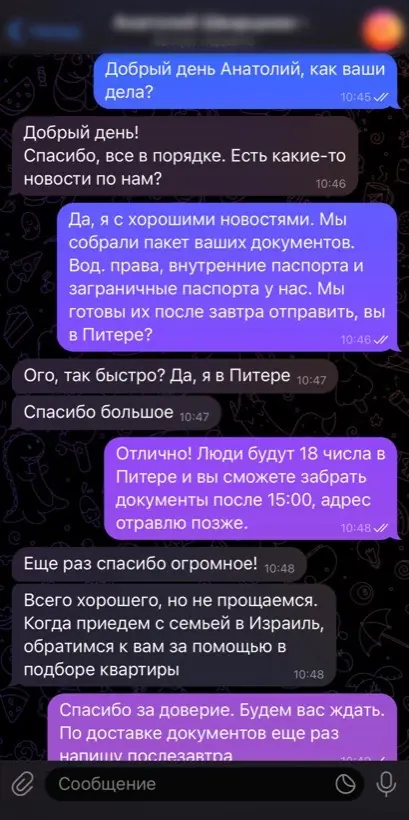 Добрый день Анатолий, как ваши
дела?
10:45
Добрый день!
Спасибо, все в порядке. Есть какие-то
новости по нам?
10:46
Да, я с хорошими новостями. Мы
собрали пакет ваших документов.
Вод. права, внутренние паспорта и
заграничные паспорта у нас. Мы
готовы их после завтра отправить, вы
в Питере?
10:46
Ого, так быстро? Да, я в Питере 10:47
Спасибо большое 10:47
Отлично! Люди будут 18 числа в
Питере и вы сможете забрать
документы после 15:00, адрес
отравлю позже.
10:48
Еще раз спасибо огромное! 10:48
Всего хорошего, но не прощаемся.
Когда приедем с семьей в Израиль,
обратимся к вам за помощью в
подборе квартиры
10:48
Спасибо за доверие. Будем вас ждать.
По доставке документов еще раз
напишу послезавтра
Сообщение